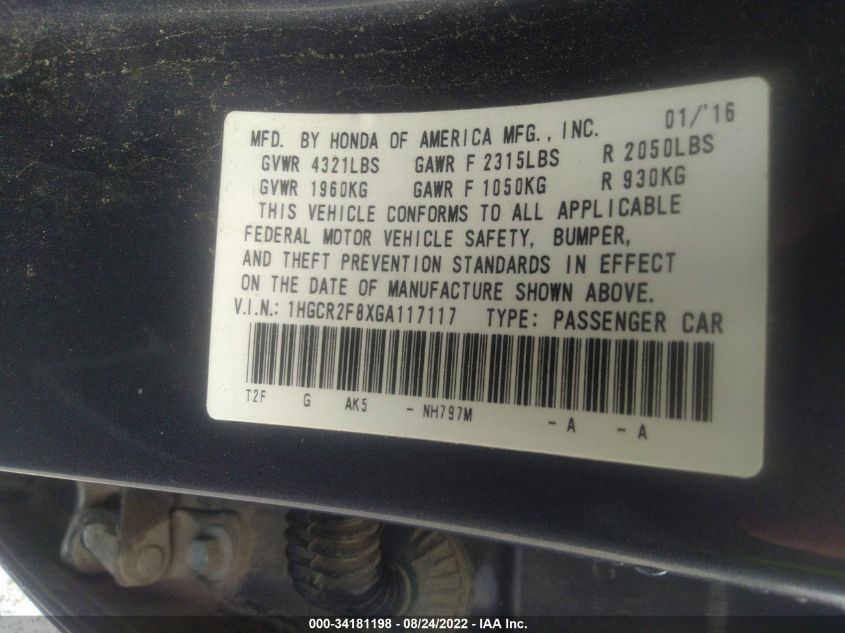 MFD. BY HONDA OF AMERICA MFG., INC. 01/'16
GVWR 4321LBS GAWR F 2315LBS R 2050LBS
GVWR 1960KG GAWR F 1050KG R 930KG
THIS VEHICLE CONFORMS TO ALL APPLICABLE
FEDERAL MOTOR VEHICLE SAFETY, BUMPER,
AND THEFT PREVENTION STANDARDS IN EFFECT
ON THE DATE OF MANUFACTURE SHOWN ABOVE.
V.I.N.: 1HGCR2F8XGA117117 TYPE: PASSENGER CAR
T2F G AK5 - NH797M - A - A
000-34181198 - 08/24/2022 - IAA Inc.